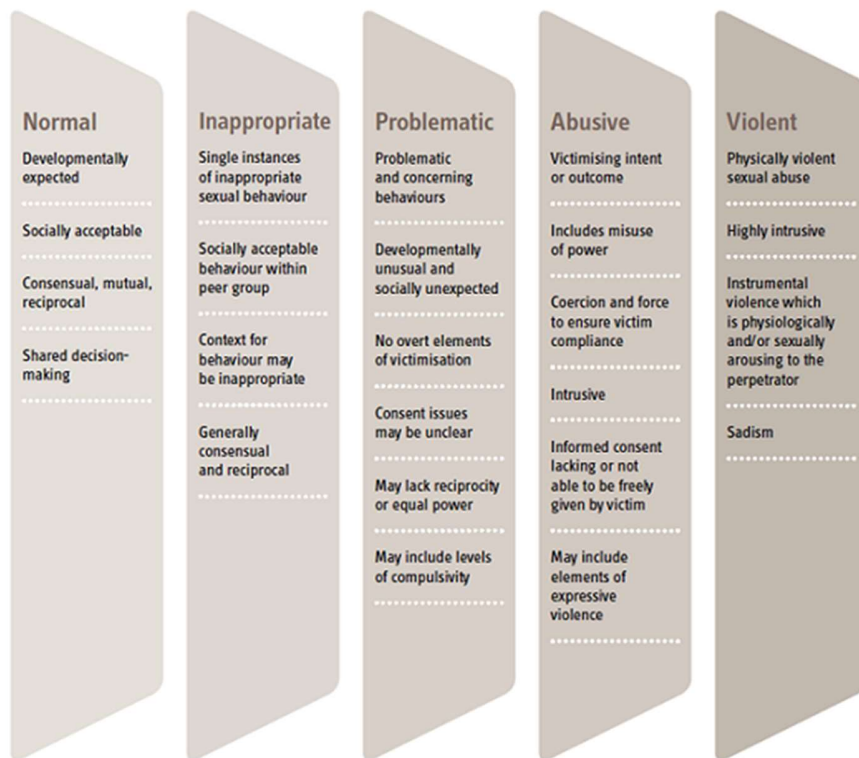 Normal
Developmentally
expected
Socially acceptable
Consensual, mutual,
reciprocal
Shared decision-
making
Inappropriate
Single instances
of inappropriate
sexual behaviour
Socially acceptable
behaviour within
peer group
Context for
behaviour may
be inappropriate
Generally
consensual
and reciprocal
Problematic
Problematic
and concerning
behaviours
Developmentally
unusual and
socially unexpected
No overt elements
of victimisation
Consent issues
may be unclear
May lack reciprocity
or equal power
May include levels
of compulsivity
Abusive
Victimising intent
or outcome
Includes misuse
of power
Coercion and force
to ensure victim
compliance
Intrusive
Informed consent
lacking or not
able to be freely
given by victim
May include
elements of
expressive
violence
Violent
Physically violent
sexual abuse
Highly intrusive
Instrumental
violence which
is physiologically
and/or sexually
arousing to the
perpetrator
Sadism